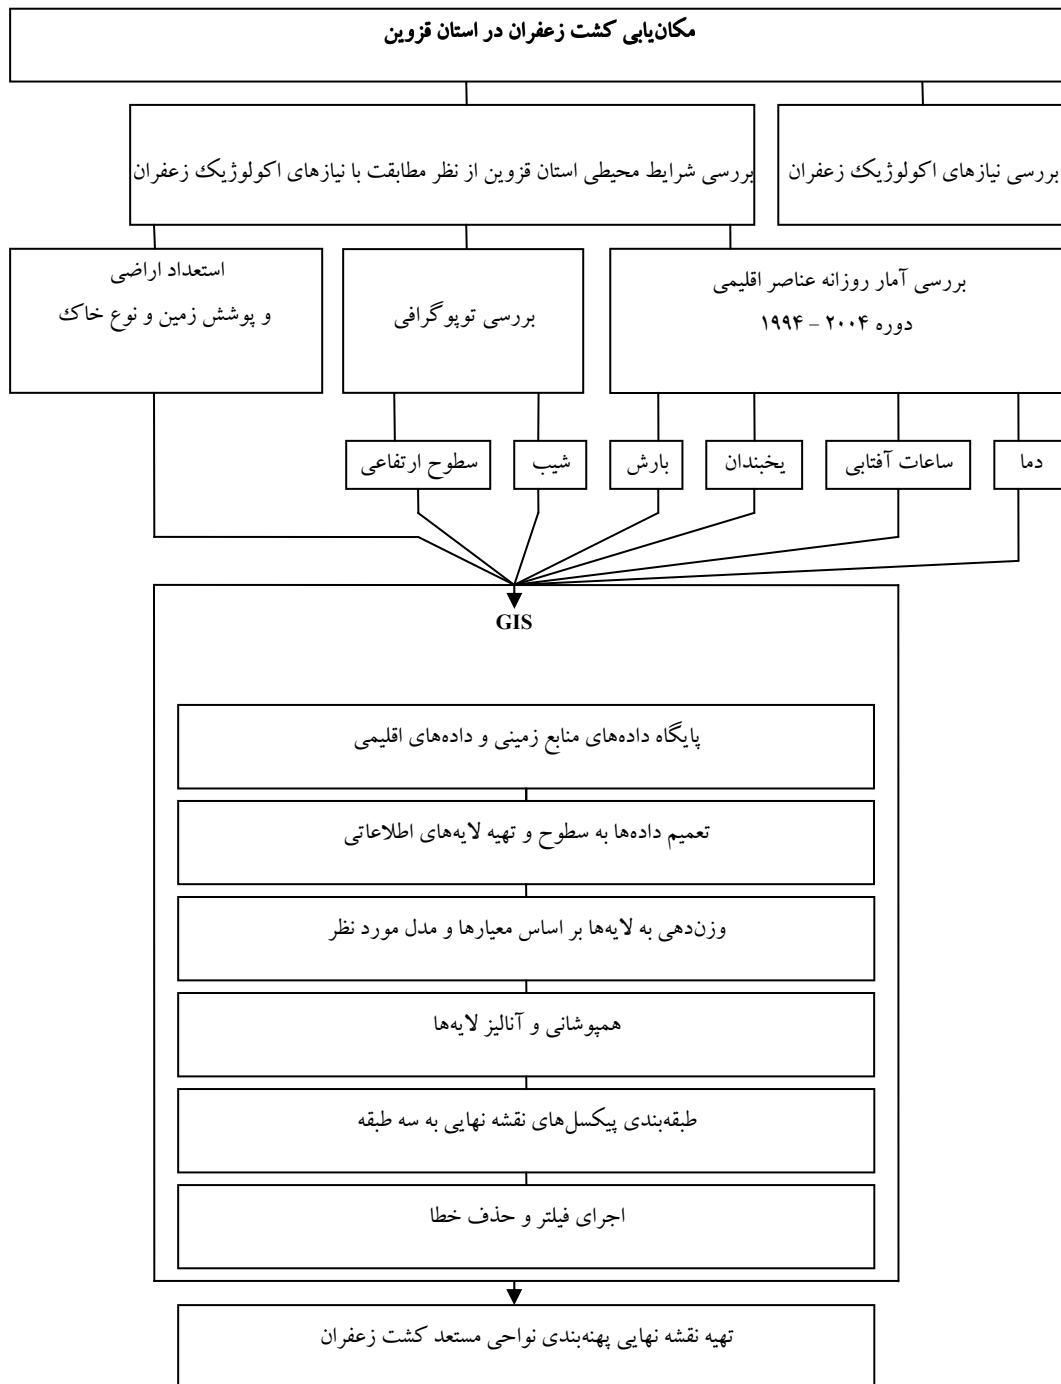 مکان‌یابی کشت زعفران در استان قزوین
بررسی نیازهای اکولوژیک زعفران
بررسی شرایط محیطی استان قزوین از نظر مطابقت با نیازهای اکولوژیک زعفران
بررسی آمار روزانه عناصر اقلیمی
دوره ۲۰۰۴ – ۱۹۹۴
بررسی توپوگرافی
استعداد اراضی
و پوشش زمین و نوع خاک
دما
ساعات آفتابی
یخبندان
بارش
شیب
سطوح ارتفاعی
GIS
پایگاه داده‌های منابع زمینی و داده‌های اقلیمی
تعمیم داده‌ها به سطوح و تهیه لایه‌های اطلاعاتی
وزن‌دهی به لایه‌ها بر اساس معیارها و مدل مورد نظر
همپوشانی و آنالیز لایه‌ها
طبقه‌بندی پیکسل‌های نقشه نهایی به سه طبقه
اجرای فیلتر و حذف خطا
تهیه نقشه نهایی پهنه‌بندی نواحی مستعد کشت زعفران